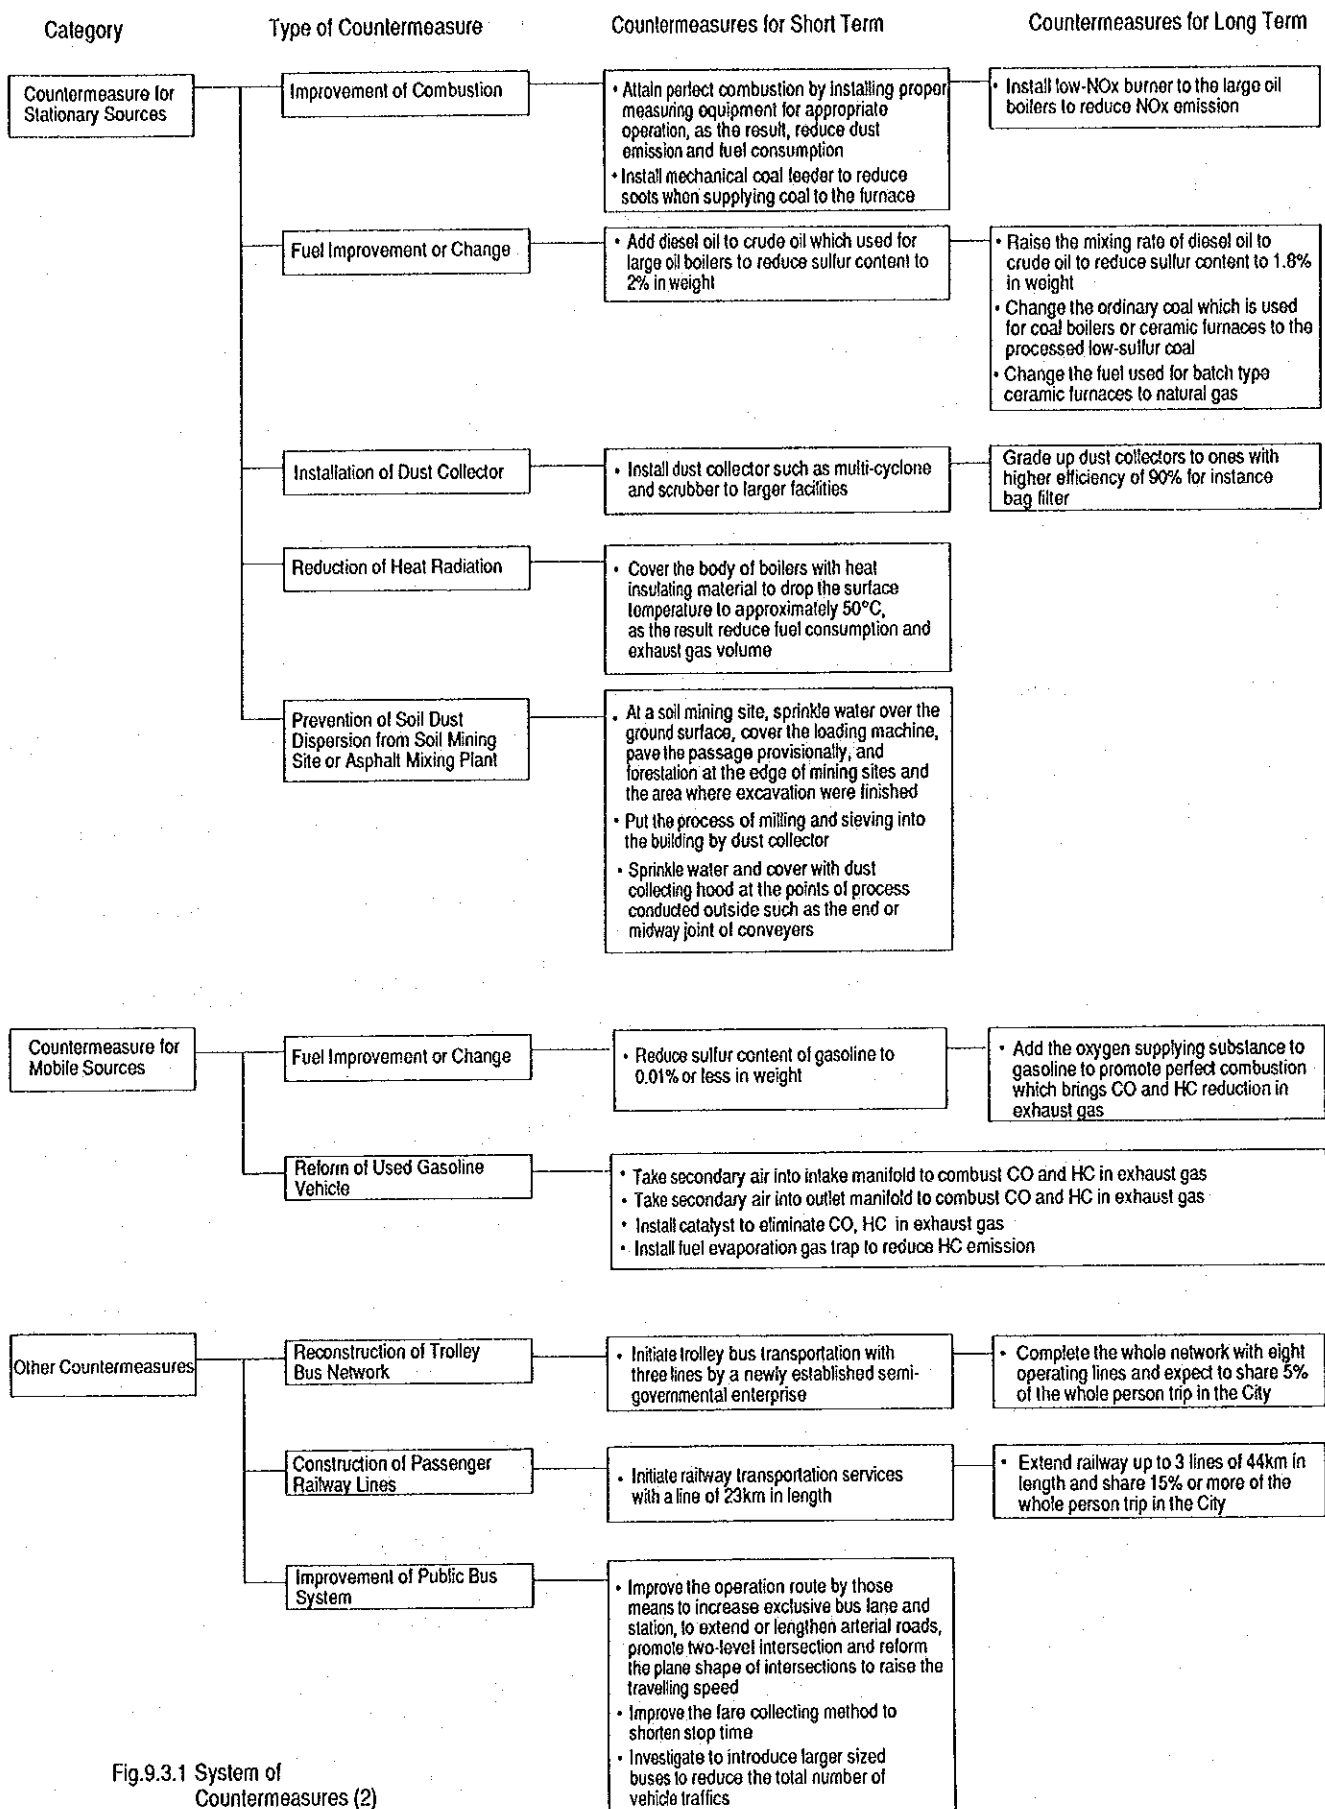 Category
Type of Countermeasure
Countermeasures for Short Term
Countermeasures for Long Term
Countermeasure for
Stationary Sources
Improvement of Combustion
• Attain perfect combustion by installing proper
measuring equipment for appropriate
operation, as the result, reduce dust
emission and fuel consumption
• Install mechanical coal feeder to reduce
soots when supplying coal to the furnace
• Install low-NOx burner to the large oil
boilers to reduce NOx emission
Fuel Improvement or Change
• Add diesel oil to crude oil which used for
large oil boilers to reduce sulfur content to
2% in weight
• Raise the mixing rate of diesel oil to
crude oil to reduce sulfur content to 1.8%
in weight
• Change the ordinary coal which is used
for coal boilers or ceramic furnaces to the
processed low-sulfur coal
• Change the fuel used for batch type
ceramic furnaces to natural gas
Installation of Dust Collector
• Install dust collector such as multi-cyclone
and scrubber to larger facilities
Grade up dust collectors to ones with
higher efficiency of 90% for instance
bag filter
Reduction of Heat Radiation
• Cover the body of boilers with heat
insulating material to drop the surface
temperature to approximately 50°C,
as the result reduce fuel consumption and
exhaust gas volume
Prevention of Soil Dust
Dispersion from Soil Mining
Site or Asphalt Mixing Plant
• At a soil mining site, sprinkle water over the
ground surface, cover the loading machine,
pave the passage provisionally, and
forestation at the edge of mining sites and
the area where excavation were finished
• Put the process of milling and sieving into
the building by dust collector
• Sprinkle water and cover with dust
collecting hood at the points of process
conducted outside such as the end or
midway joint of conveyers
Countermeasure for
Mobile Sources
Fuel Improvement or Change
• Reduce sulfur content of gasoline to
0.01% or less in weight
• Add the oxygen supplying substance to
gasoline to promote perfect combustion
which brings CO and HC reduction in
exhaust gas
Reform of Used Gasoline
Vehicle
• Take secondary air into intake manifold to combust CO and HC in exhaust gas
• Take secondary air into outlet manifold to combust CO and HC in exhaust gas
• Install catalyst to eliminate CO, HC in exhaust gas
• Install fuel evaporation gas trap to reduce HC emission
Other Countermeasures
Reconstruction of Trolley
Bus Network
• Initiate trolley bus transportation with
three lines by a newly established semi-
governmental enterprise
• Complete the whole network with eight
operating lines and expect to share 5%
of the whole person trip in the City
Construction of Passenger
Railway Lines
• Initiate railway transportation services
with a line of 23km in length
• Extend railway up to 3 lines of 44km in
length and share 15% or more of the
whole person trip in the City
Improvement of Public Bus
System
• Improve the operation route by those
means to increase exclusive bus lane and
station, to extend or lengthen arterial roads,
promote two-level intersection and reform
the plane shape of intersections to raise the
travelling speed
• Improve the fare collecting method to
shorten stop time
• Investigate to introduce larger sized
buses to reduce the total number of
vehicle traffics
Fig.9.3.1 System of
Countermeasures (2)